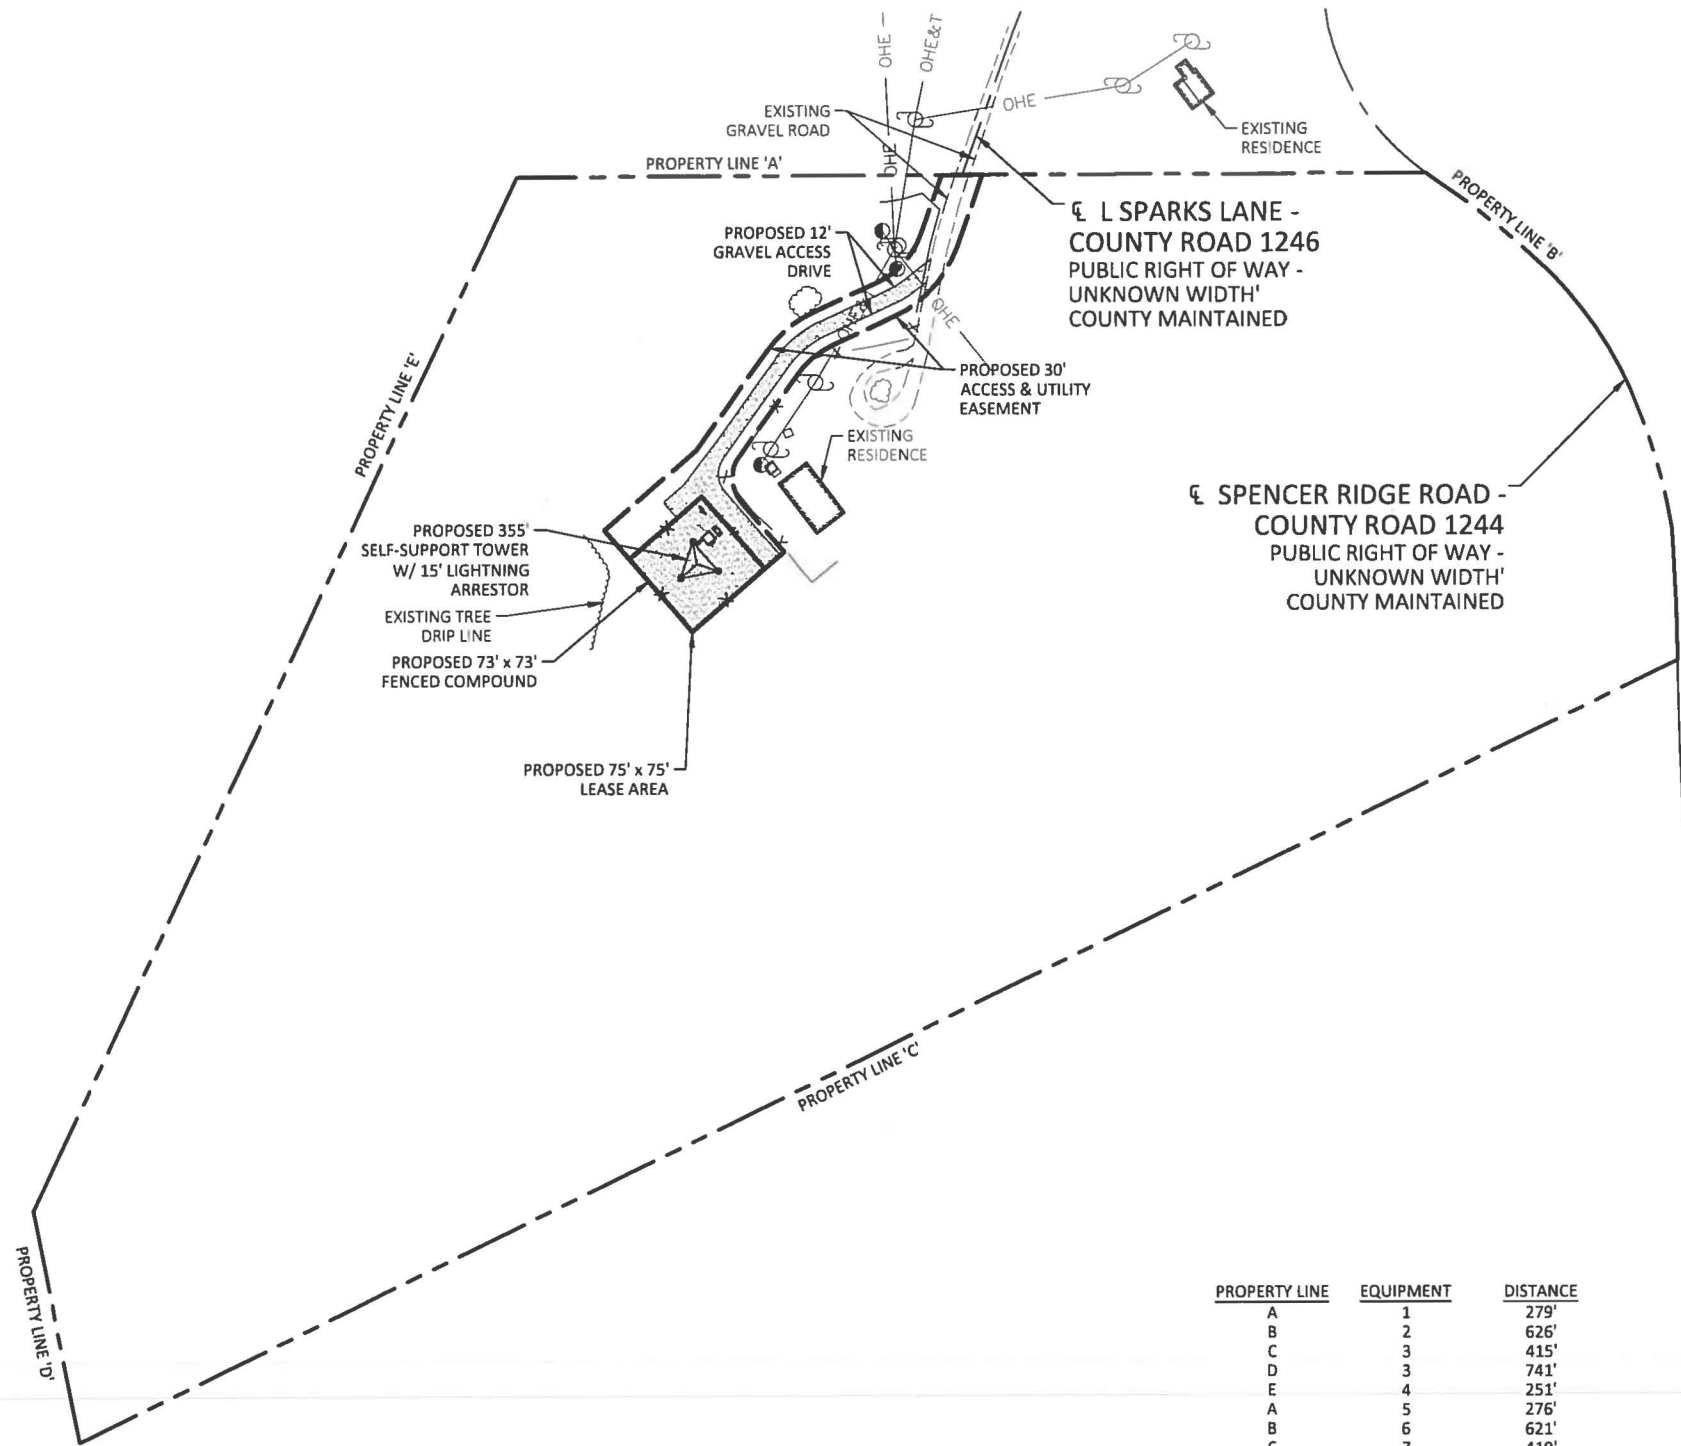 OHE -
OHE&T
EXISTING
GRAVEL ROAD
OHE
EXISTING
RESIDENCE
PROPERTY LINE 'A'
OHE
PROPERTY LINE 'B'
℄ L SPARKS LANE -
COUNTY ROAD 1246
PUBLIC RIGHT OF WAY -
UNKNOWN WIDTH'
COUNTY MAINTAINED
PROPOSED 12'
GRAVEL ACCESS
DRIVE
OHE
PROPOSED 30'
ACCESS & UTILITY
EASEMENT
PROPERTY LINE 'E'
EXISTING
RESIDENCE
℄ SPENCER RIDGE ROAD -
COUNTY ROAD 1244
PUBLIC RIGHT OF WAY -
UNKNOWN WIDTH'
COUNTY MAINTAINED
PROPOSED 355'
SELF-SUPPORT TOWER
W/ 15' LIGHTNING
ARRESTOR
EXISTING TREE
DRIP LINE
PROPOSED 73' x 73'
FENCED COMPOUND
PROPOSED 75' x 75'
LEASE AREA
PROPERTY LINE 'C'
PROPERTY LINE 'D'
PROPERTY LINE EQUIPMENT DISTANCE
A 1 279'
B 2 626'
C 3 415'
D 3 741'
E 4 251'
A 5 276'
B 6 621'
C 7